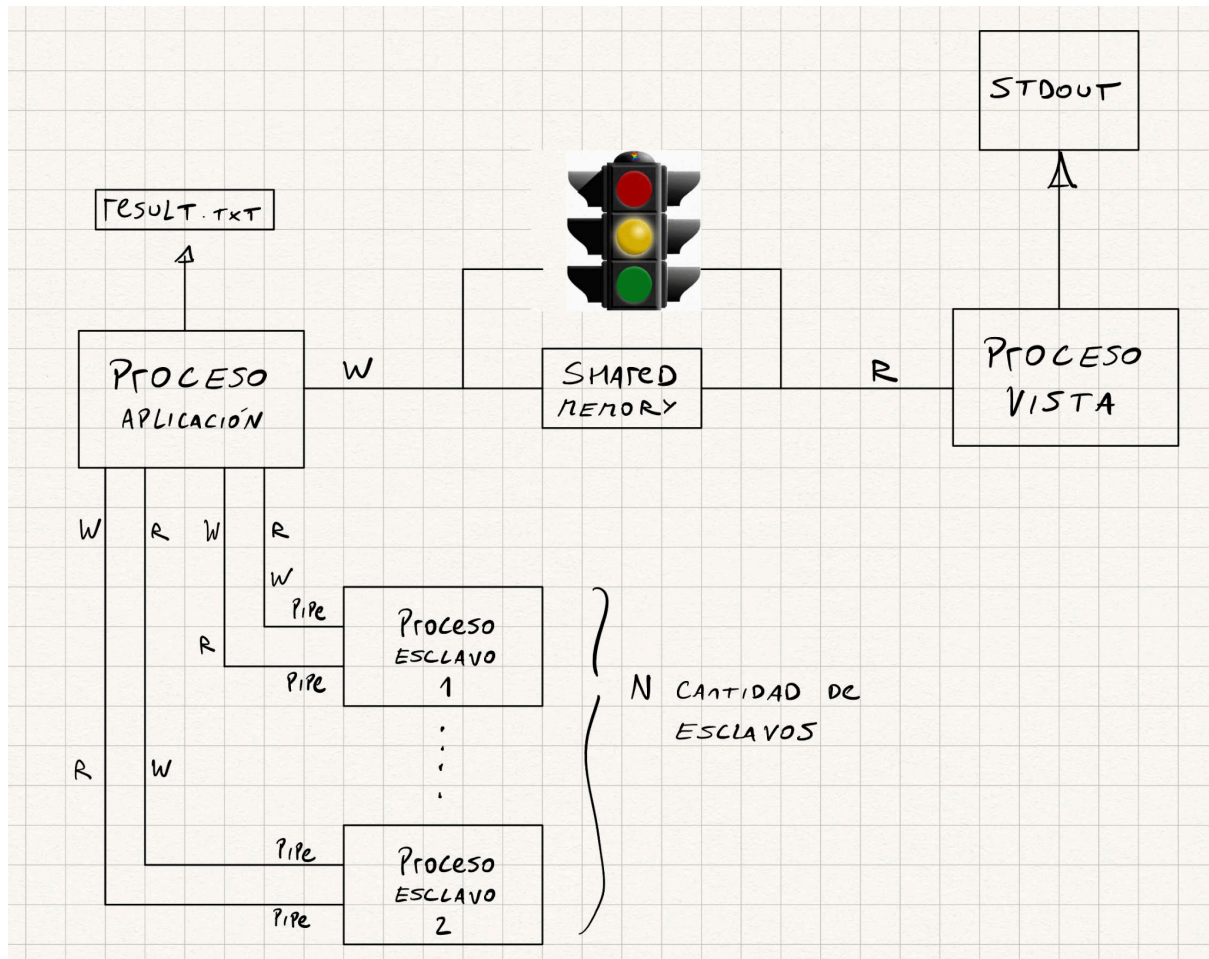 STDOUT
result.txt
Proceso
APLICACIÓN
W
SHAreD
MEMORY
R
Proceso
VISTA
W
R
W
R
W
Pipe
R
Pipe
Proceso
ESCLAVO
1
N CAntIDAD De
ESCLAVOS
R
W
Pipe
Pipe
Proceso
ESCLAVO
2